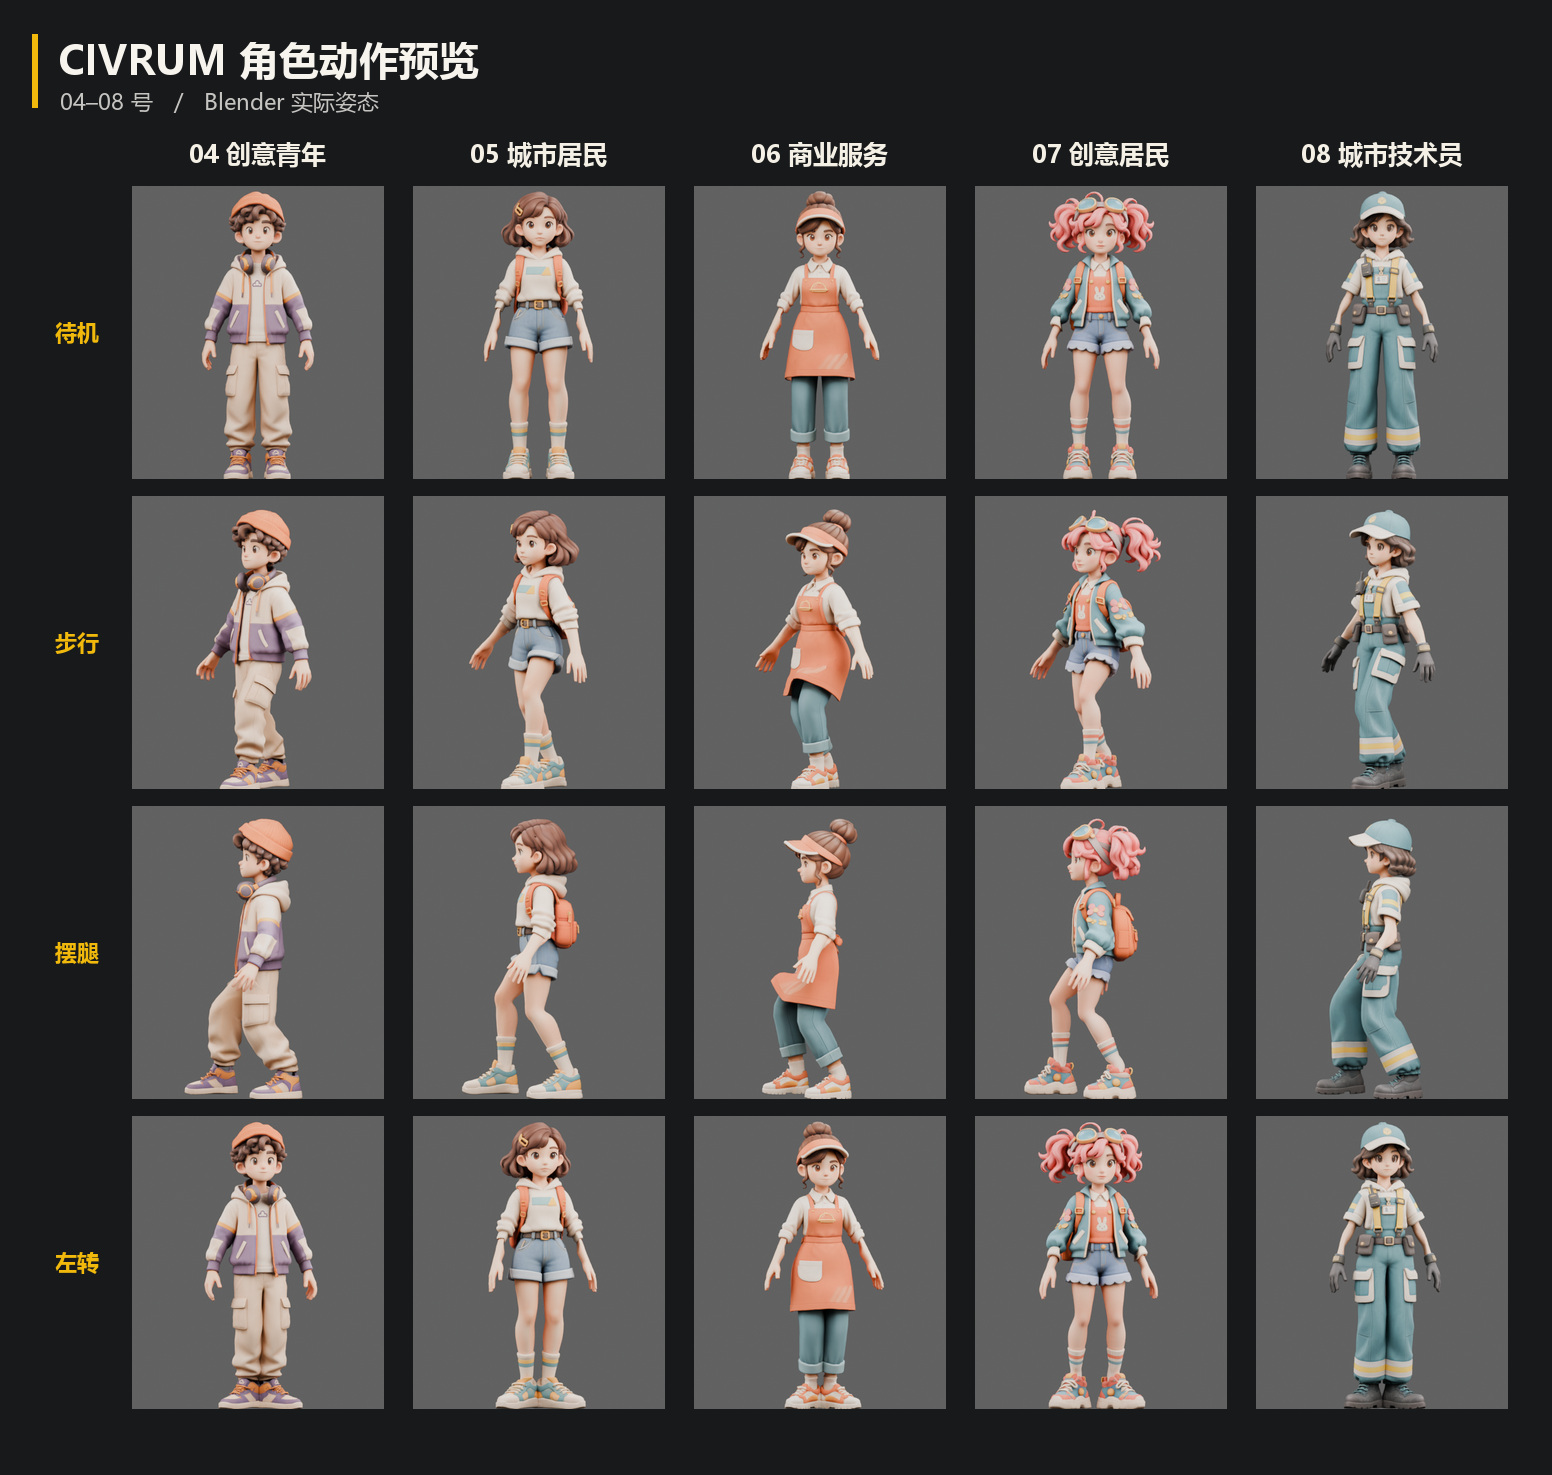 CIVRUM 角色动作预览
04–08 号 / Blender 实际姿态
04 创意青年
05 城市居民
06 商业服务
07 创意居民
08 城市技术员
待机
步行
摆腿
左转